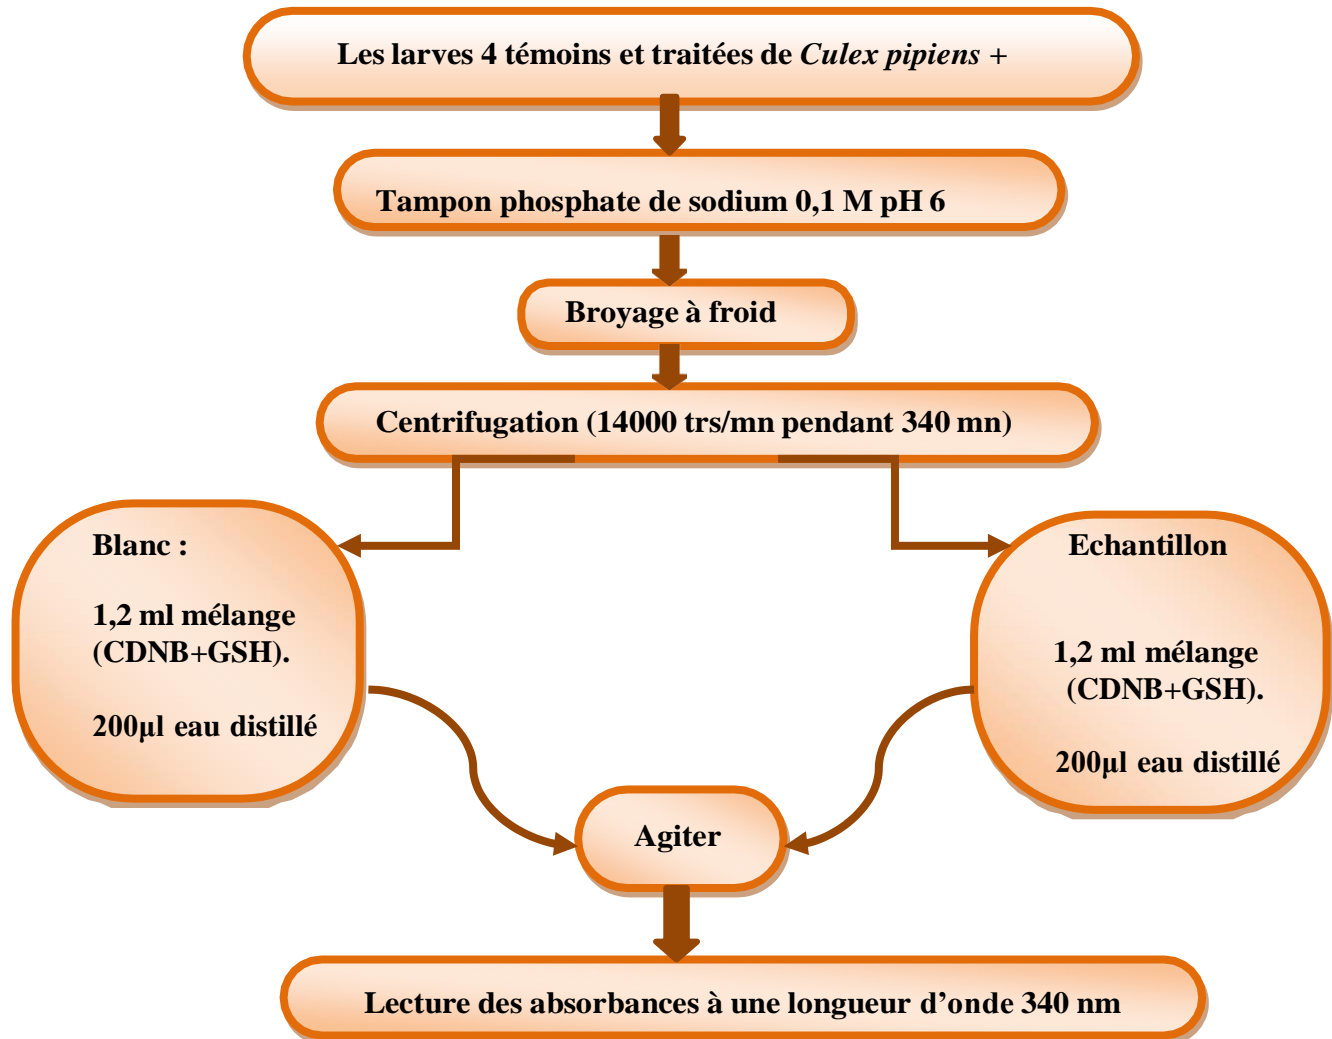 Les larves 4 témoins et traitées de Culex pipiens +
Tampon phosphate de sodium 0,1 M pH 6
Broyage à froid
Centrifugation (14000 trs/mn pendant 340 mn)
Blanc :
1,2 ml mélange
(CDNB+GSH).
200µl eau distillé
Echantillon
1,2 ml mélange
(CDNB+GSH).
200µl eau distillé
Agiter
Lecture des absorbances à une longueur d’onde 340 nm